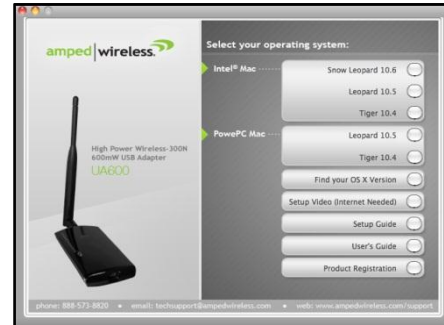 amped wireless
High Power Wireless-300N
600mW USB Adapter
UA600
Select your operating system:
Intel® Mac
Snow Leopard 10.6
Leopard 10.5
Tiger 10.4
PowePC Mac
Leopard 10.5
Tiger 10.4
Find your OS X Version
Setup Video (Internet Needed)
Setup Guide
User's Guide
Product Registration
phone: 888-573-8820 • email: techsupport@ampedwireless.com • web: www.ampedwireless.com/support